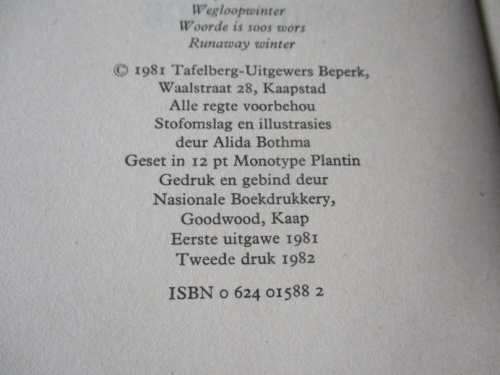 Wegloopwinter
Woorde is soos wors
Runaway winter
© 1981 Tafelberg-Uitgewers Beperk,
Waalstraat 28, Kaapstad
Alle regte voorbehou
Stofomslag en illustrasies
deur Alida Bothma
Geset in 12 pt Monotype Plantin
Gedruk en gebind deur
Nasionale Boekdrukkery,
Goodwood, Kaap
Eerste uitgawe 1981
Tweede druk 1982
ISBN 0 624 01588 2